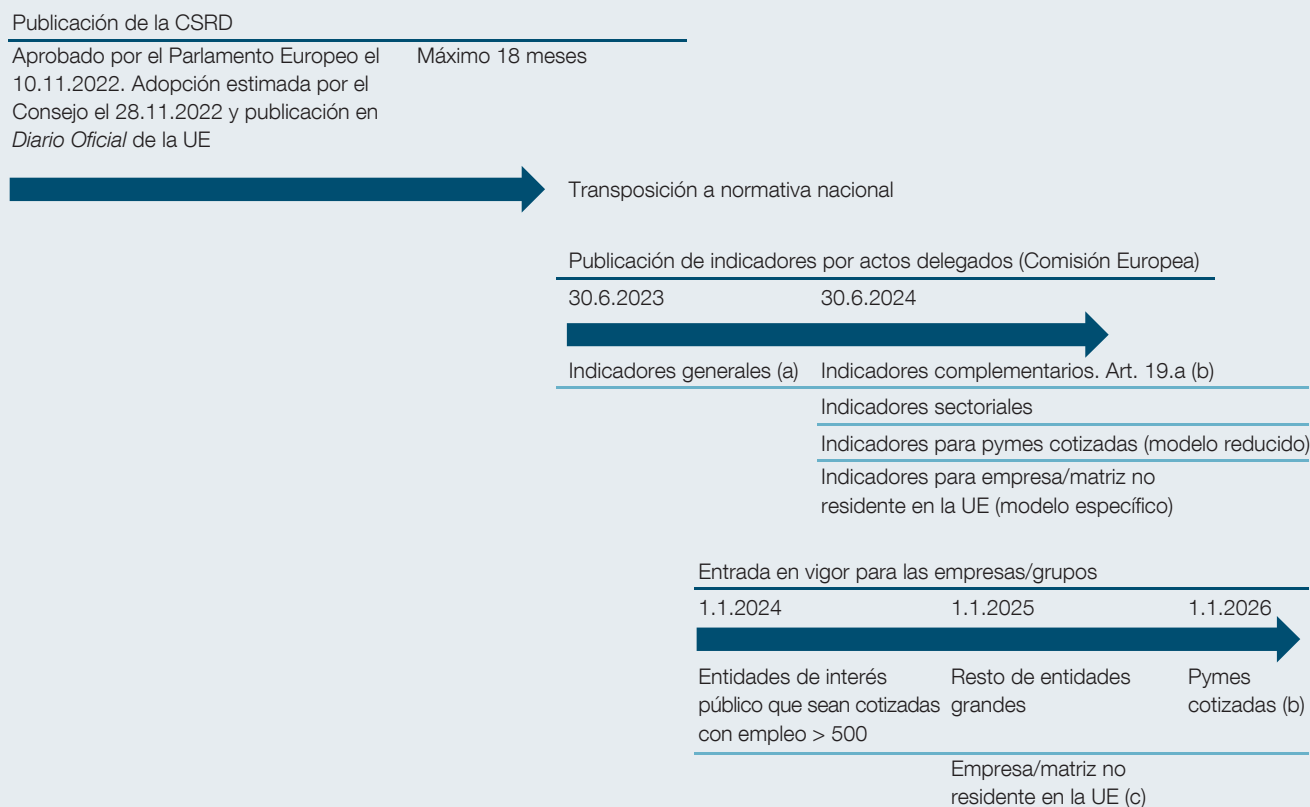 Publicación de la CSRD
Aprobado por el Parlamento Europeo el
10.11.2022. Adopción estimada por el
Consejo el 28.11.2022 y publicación en
Diario Oficial de la UE
Máximo 18 meses
Transposición a normativa nacional
Publicación de indicadores por actos delegados (Comisión Europea)
30.6.2023
30.6.2024
Indicadores generales (a)
Indicadores complementarios. Art. 19.a (b)
Indicadores sectoriales
Indicadores para pymes cotizadas (modelo reducido)
Indicadores para empresa/matriz no
residente en la UE (modelo específico)
Entrada en vigor para las empresas/grupos
1.1.2024
1.1.2025
1.1.2026
Entidades de interés
público que sean cotizadas
con empleo > 500
Resto de entidades
grandes
Pymes
cotizadas (b)
Empresa/matriz no
residente en la UE (c)